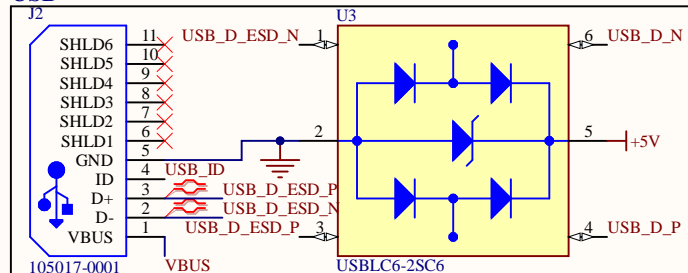 J2
SHLD6 11
SHLD5 10
SHLD4 9
SHLD3 8
SHLD2 7
SHLD1 6
GND 5
ID 4 USB_ID
D+ 3 USB_D_ESD_P
D- 2 USB_D_ESD_N
VBUS 1
105017-0001
VBUS
U3
USB_D_ESD_N 1
6 USB_D_N
2
5 +5V
USB_D_ESD_P 3
4 USB_D_P
USBLC6-2SC6